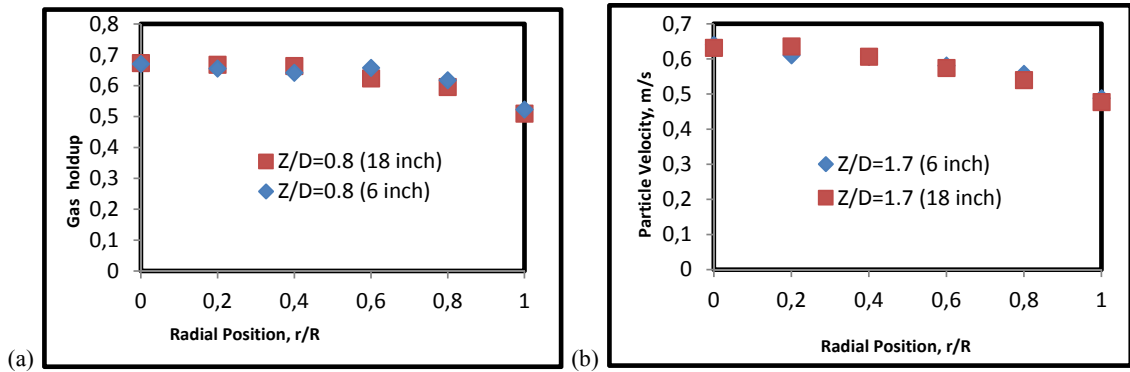 0,8
0,7
0,6
0,5
0,4
0,3
0,2
0,1
0
Gas holdup
Z/D=0.8 (18 inch)
Z/D=0.8 (6 inch)
0 0,2 0,4 0,6 0,8 1
Radial Position, r/R
(a)
0,7
0,6
0,5
0,4
0,3
0,2
0,1
0
Particle Velocity, m/s
Z/D=1.7 (6 inch)
Z/D=1.7 (18 inch)
0 0,2 0,4 0,6 0,8 1
Radial Position, r/R
(b)